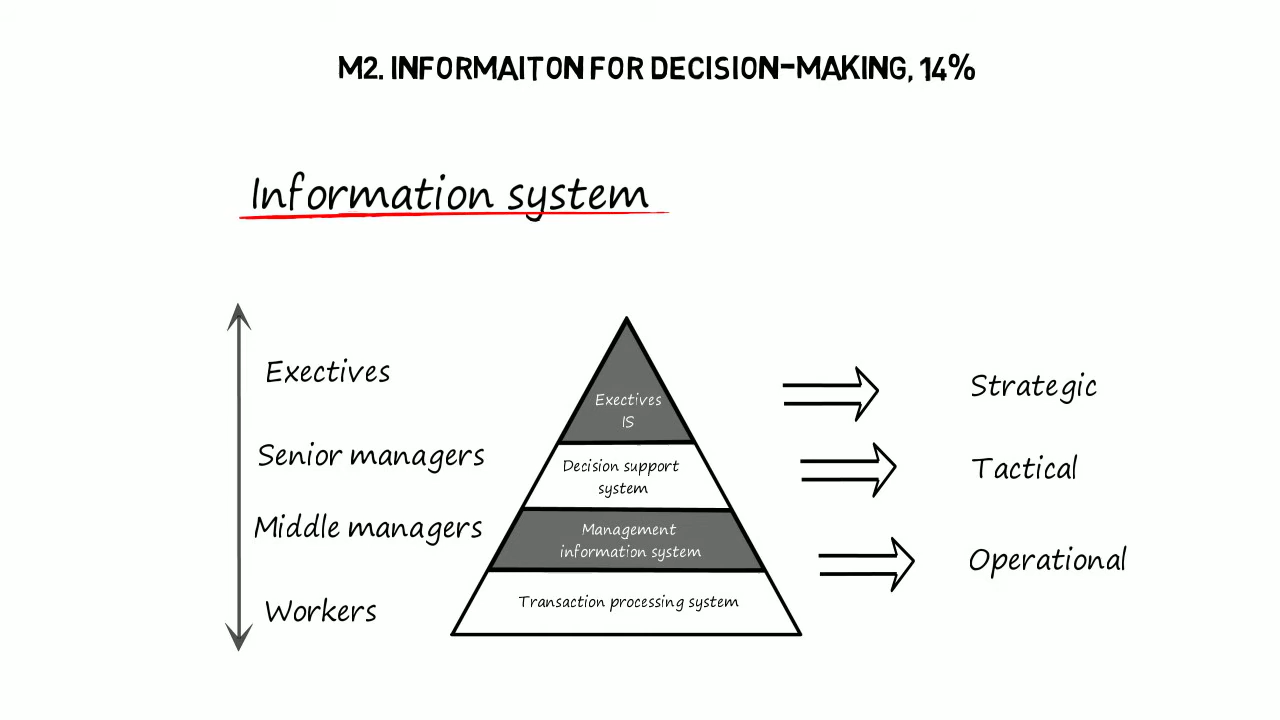 M2. INFORMAITON FOR DECISION-MAKING, 14%
Information system
Exectives
Senior managers
Middle managers
Workers
Exectives
IS
Decision support
system
Management
information system
Transaction processing system
Strategic
Tactical
Operational